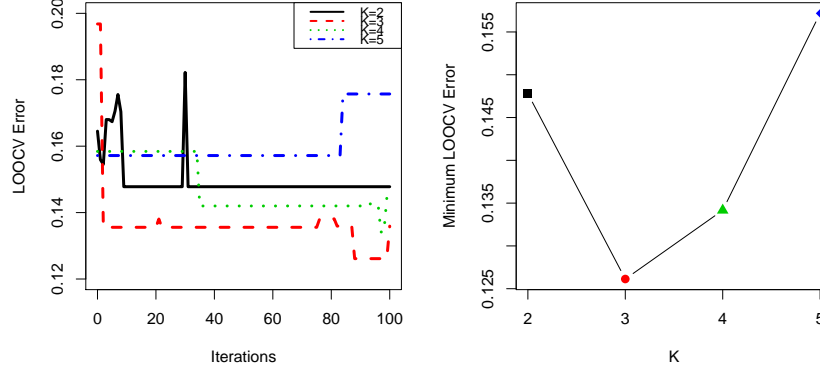 0.20
0.18
0.16
0.14
0.12
LOOCV Error
K=2
K=3
K=4
K=5
0 20 40 60 80 100
Iterations
0.155
0.145
0.135
0.125
Minimum LOOCV Error
2 3 4 5
K